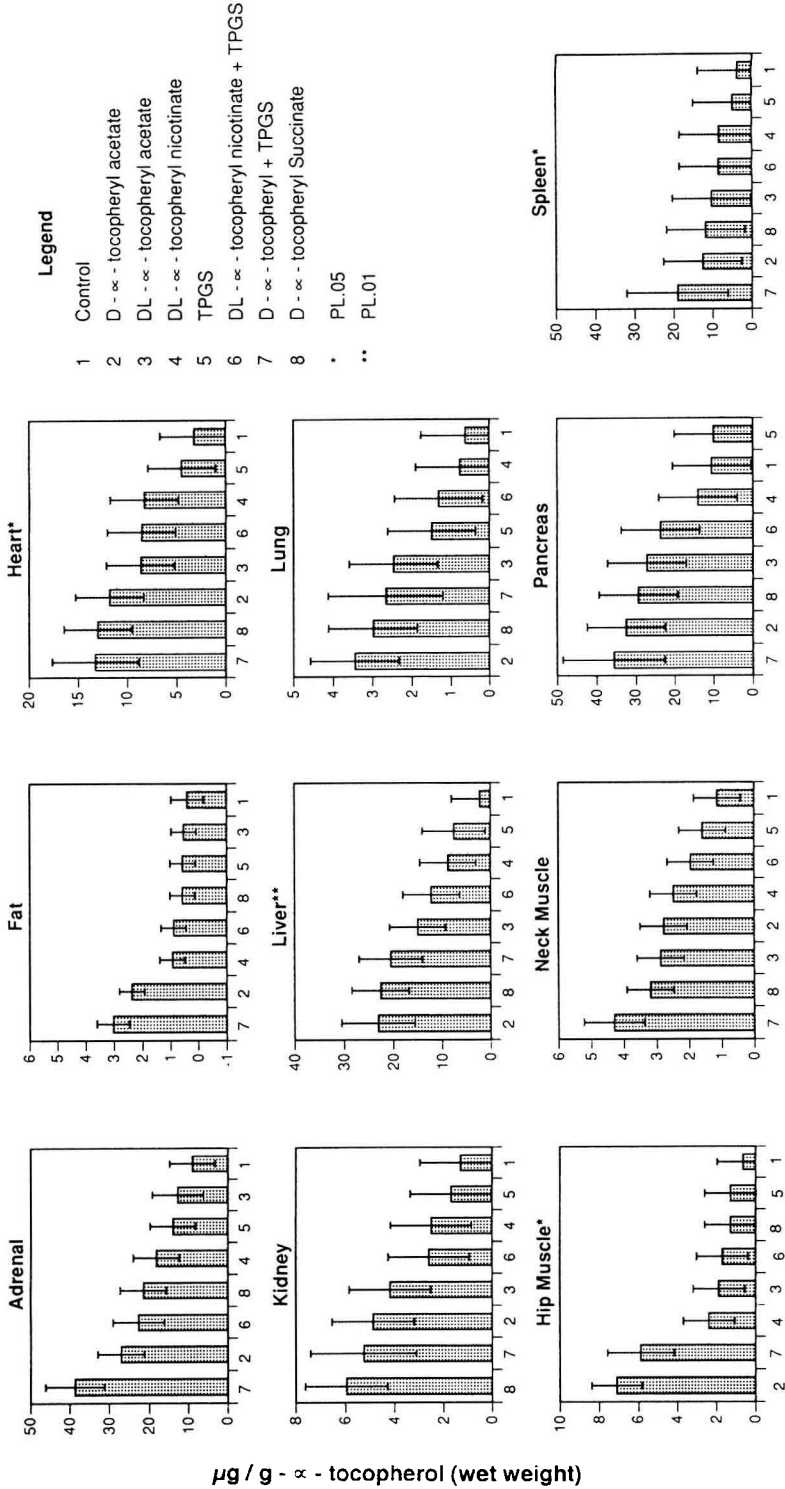 µg / g - ∝ - tocopherol (wet weight)
Adrenal
50
40
30
20
10
0
7 2 6 8 4 5 3 1
Fat
6
5
4
3
2
1
0
-1
7 2 4 6 8 5 3 1
Heart*
20
15
10
5
0
7 8 2 3 6 4 5 1
Legend
1 Control
2 D - ∝ - tocopheryl acetate
3 DL - ∝ - tocopheryl acetate
4 DL - ∝ - tocopheryl nicotinate
5 TPGS
6 DL - ∝ - tocopheryl nicotinate + TPGS
7 D - ∝ - tocopheryl + TPGS
8 D - ∝ - tocopheryl Succinate
* PL.05
** PL.01
Kidney
8
6
4
2
0
8 7 2 3 6 4 5 1
Liver**
40
30
20
10
0
2 8 7 3 6 4 5 1
Lung
5
4
3
2
1
0
2 8 7 3 5 6 4 1
Hip Muscle*
10
8
6
4
2
0
2 7 4 3 6 8 5 1
Neck Muscle
6
5
4
3
2
1
0
7 8 3 2 4 6 5 1
Pancreas
50
40
30
20
10
0
7 2 8 3 6 4 1 5
Spleen*
50
40
30
20
10
0
7 2 8 3 6 4 5 1